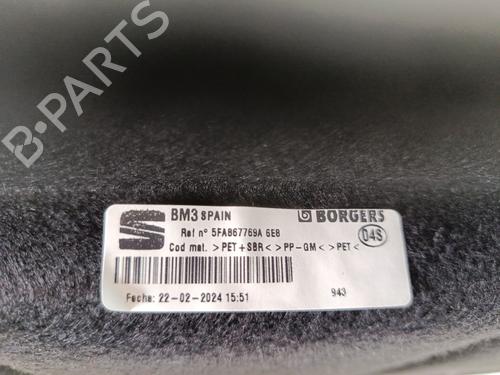 B-PARTS
BM3 SPAIN
BORGERS
Ref nº 5FA867769A 6E8
04S
Cod mat. >PET+SBR< >PP-GM< >PET<
Fecha: 22-02-2024 15:51
943